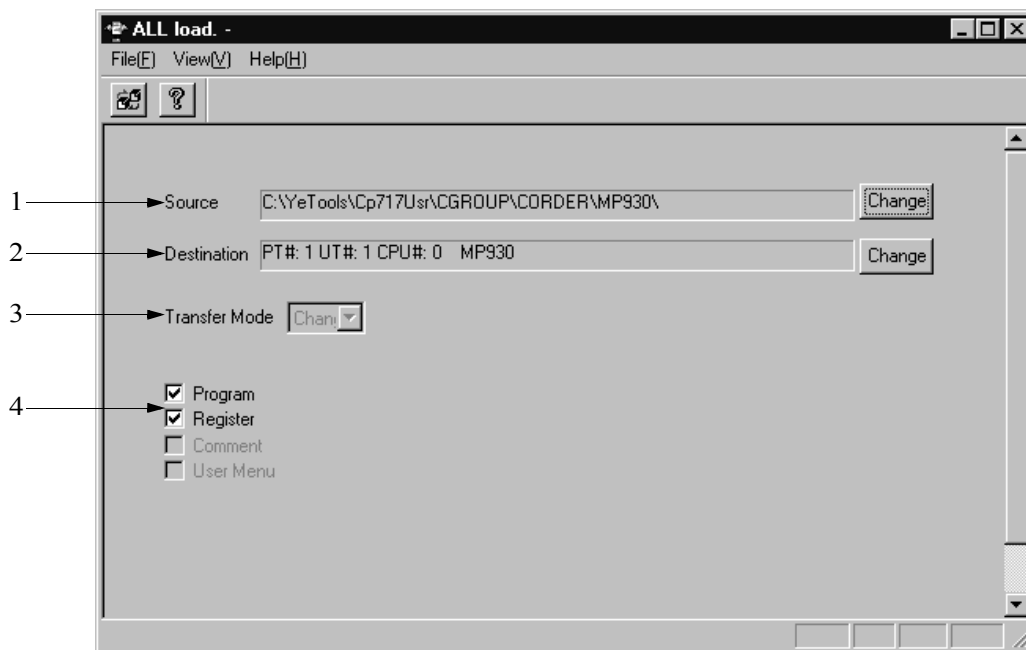 ALL load. -
File(F) View(V) Help(H)
1 Source C:\YeTools\Cp717Usr\CGROUP\CORDER\MP930\ Change
2 Destination PT#: 1 UT#: 1 CPU#: 0 MP930 Change
3 Transfer Mode Chan
4
Program
Register
Comment
User Menu